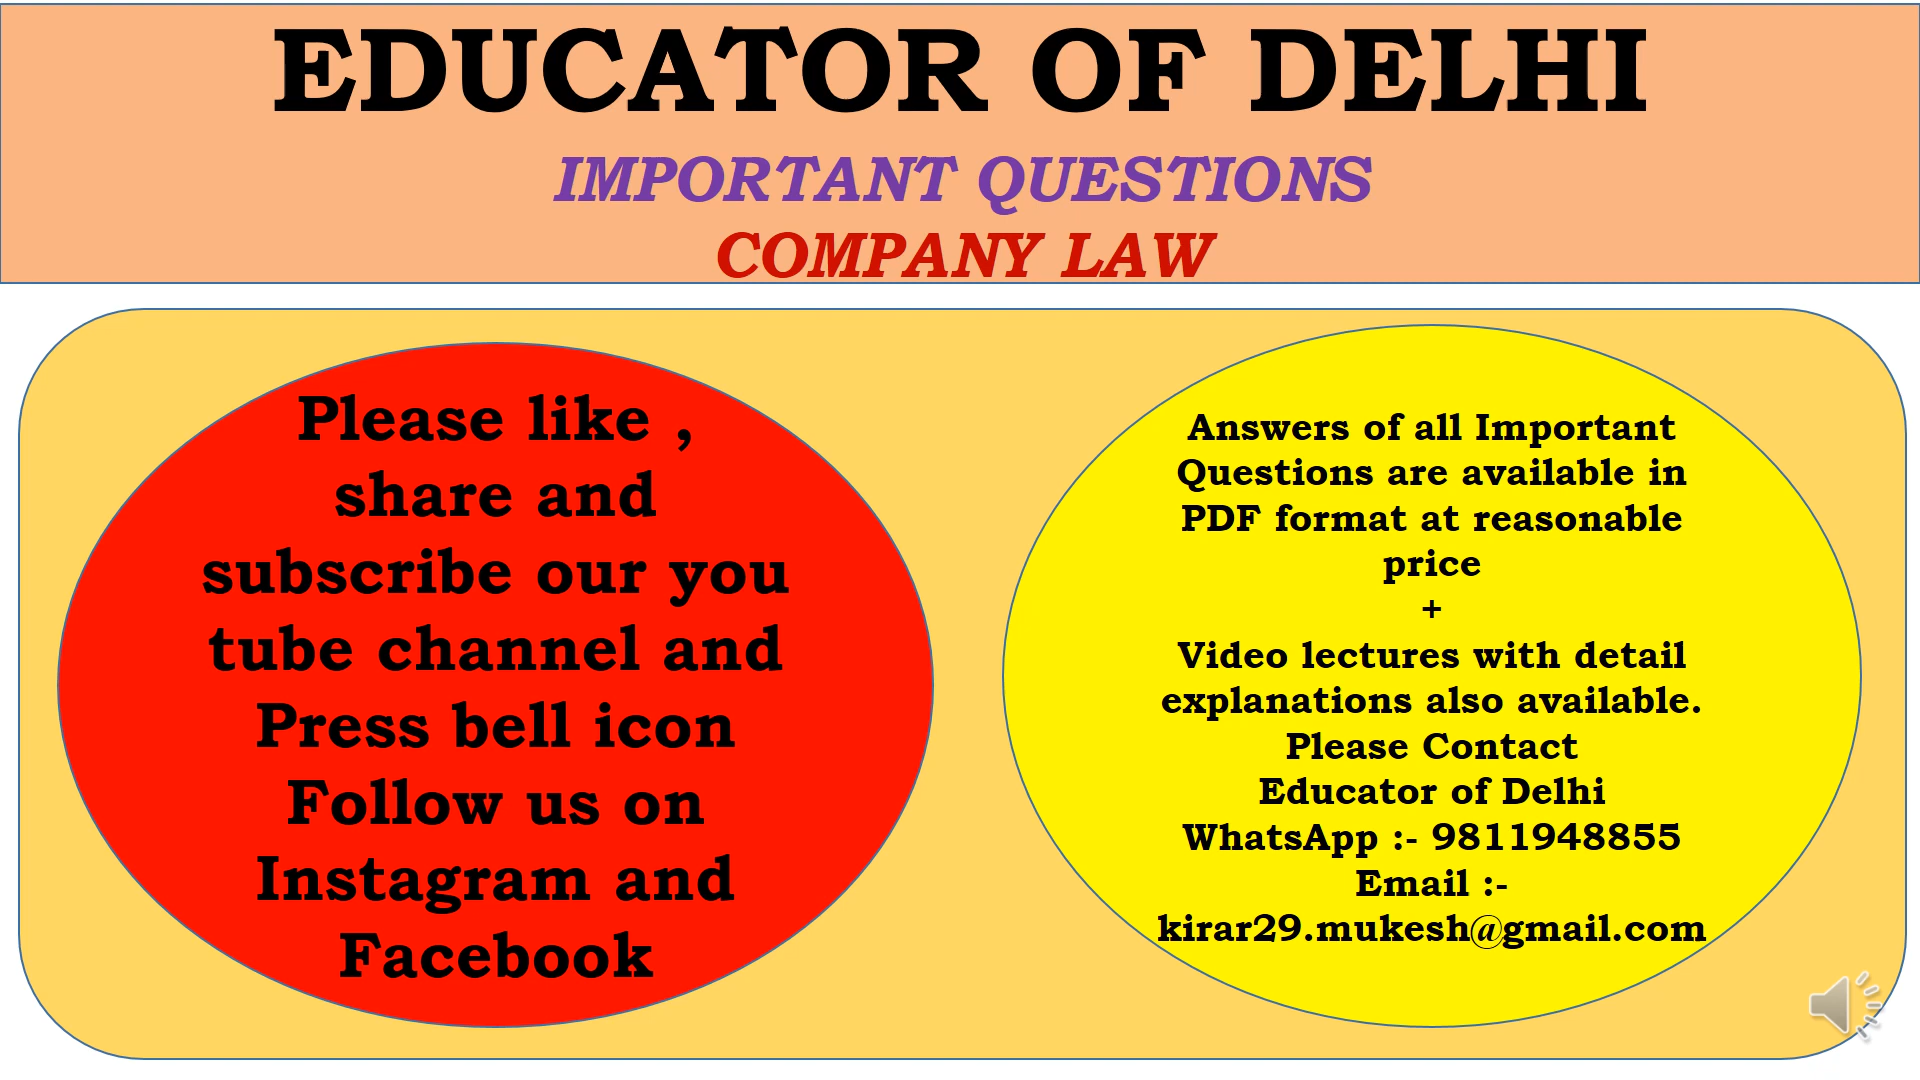 EDUCATOR OF DELHI
IMPORTANT QUESTIONS
COMPANY LAW
Please like ,
share and
subscribe our you
tube channel and
Press bell icon
Follow us on
Instagram and
Facebook
Answers of all Important
Questions are available in
PDF format at reasonable
price
+
Video lectures with detail
explanations also available.
Please Contact
Educator of Delhi
WhatsApp :- 9811948855
Email :-
kirar29.mukesh@gmail.com